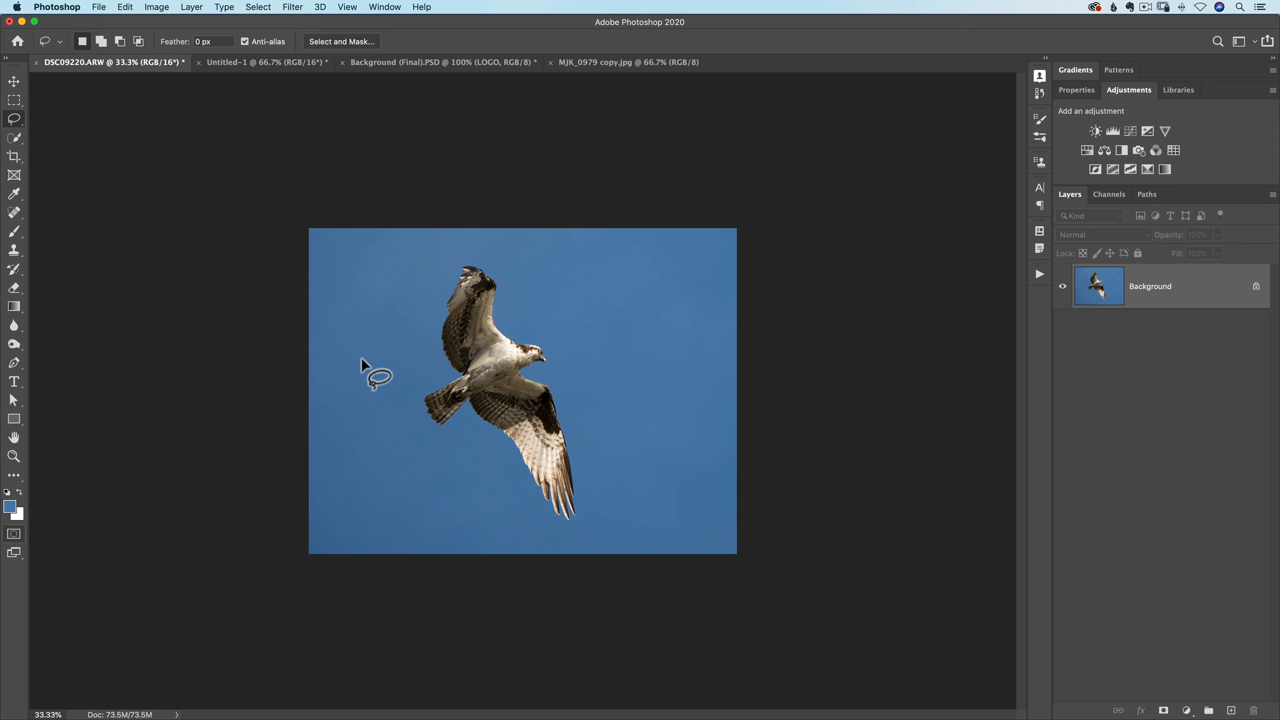 Photoshop File Edit Image Layer Type Select Filter 3D View Window Help
Adobe Photoshop 2020
Feather: 0 px Anti-alias Select and Mask...
× DSC09220.ARW @ 33.3% (RGB/16*) * × Untitled-1 @ 66.7% (RGB/16*) * × Background (Final).PSD @ 100% (LOGO, RGB/8) * × MJK_0979 copy.jpg @ 66.7% (RGB/8)
Gradients Patterns
Properties Adjustments Libraries
Add an adjustment
Layers Channels Paths
Kind
Normal Opacity: 100%
Lock: Fill: 100%
Background
33.33% Doc: 73.5M/73.5M